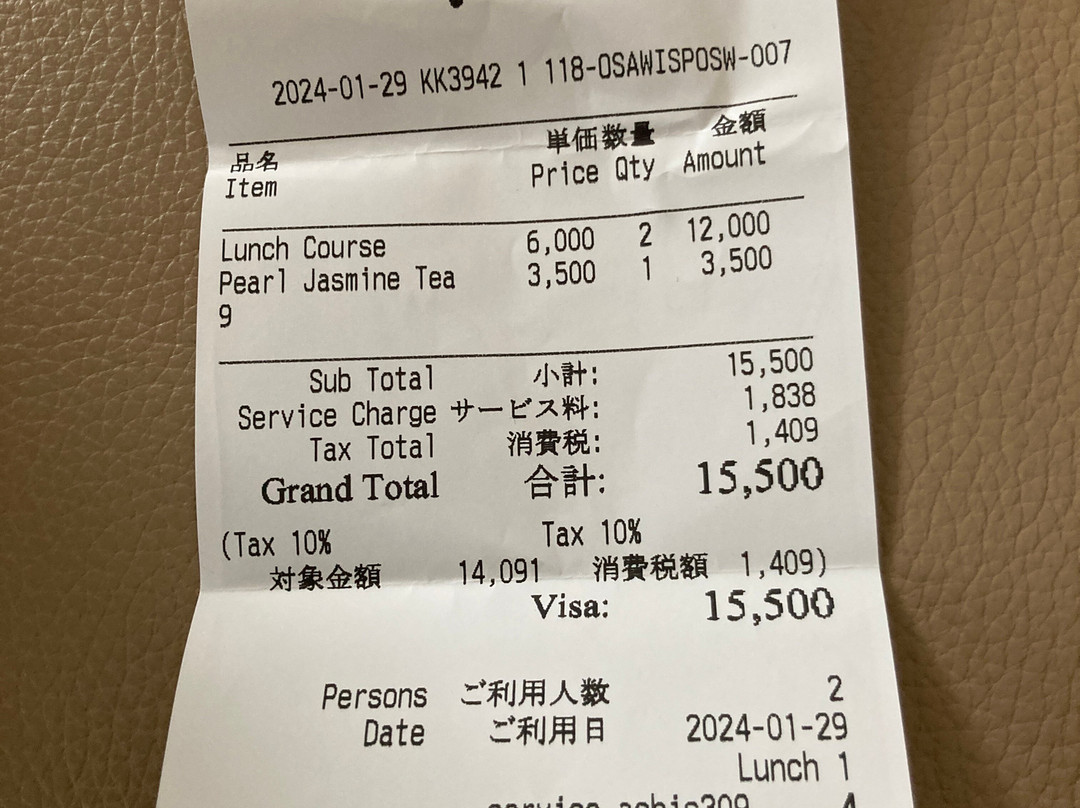 2024-01-29 KK3942 1 118-OSAWISPOSW-007
品名 単価数量 金額
Item Price Qty Amount
Lunch Course 6,000 2 12,000
Pearl Jasmine Tea 3,500 1 3,500
9
Sub Total 小計: 15,500
Service Charge サービス料: 1,838
Tax Total 消費税: 1,409
Grand Total 合計: 15,500
(Tax 10% Tax 10%
対象金額 14,091 消費税額 1,409)
Visa: 15,500
Persons ご利用人数 2
Date ご利用日 2024-01-29
Lunch 1